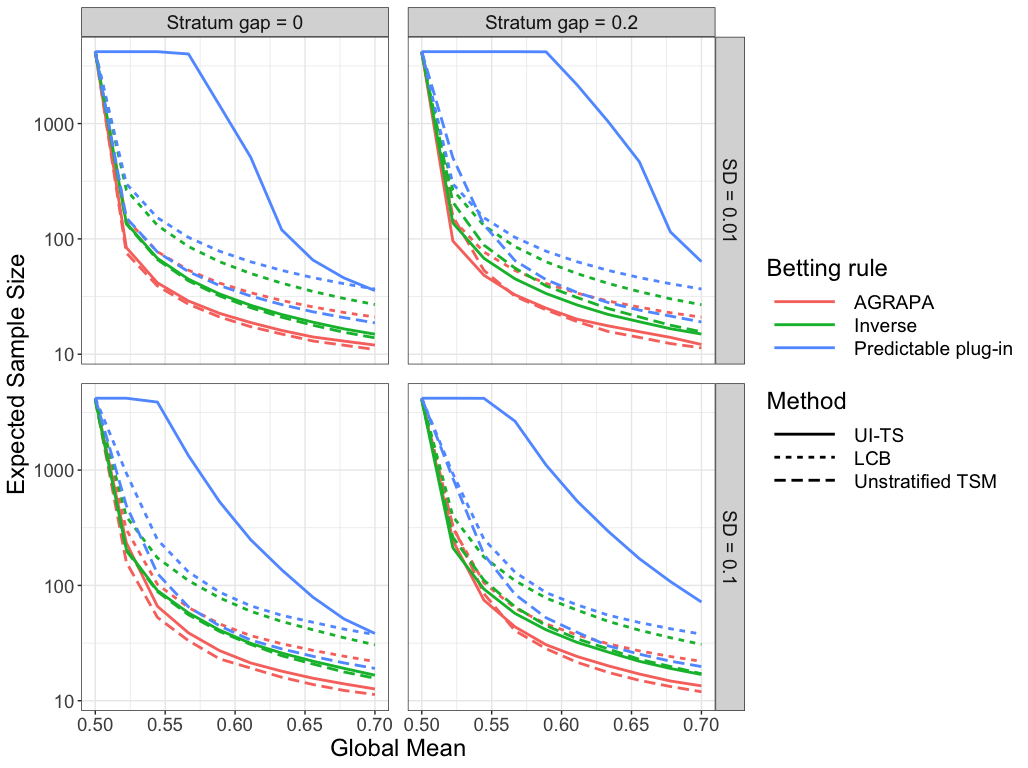 Stratum gap = 0
Stratum gap = 0.2
Expected Sample Size
1000
100
10
1000
100
10
SD = 0.01
SD = 0.1
0.50
0.55
0.60
0.65
0.70
0.50
0.55
0.60
0.65
0.70
Global Mean
Betting rule
AGRAPA
Inverse
Predictable plug-in
Method
UI-TS
LCB
Unstratified TSM